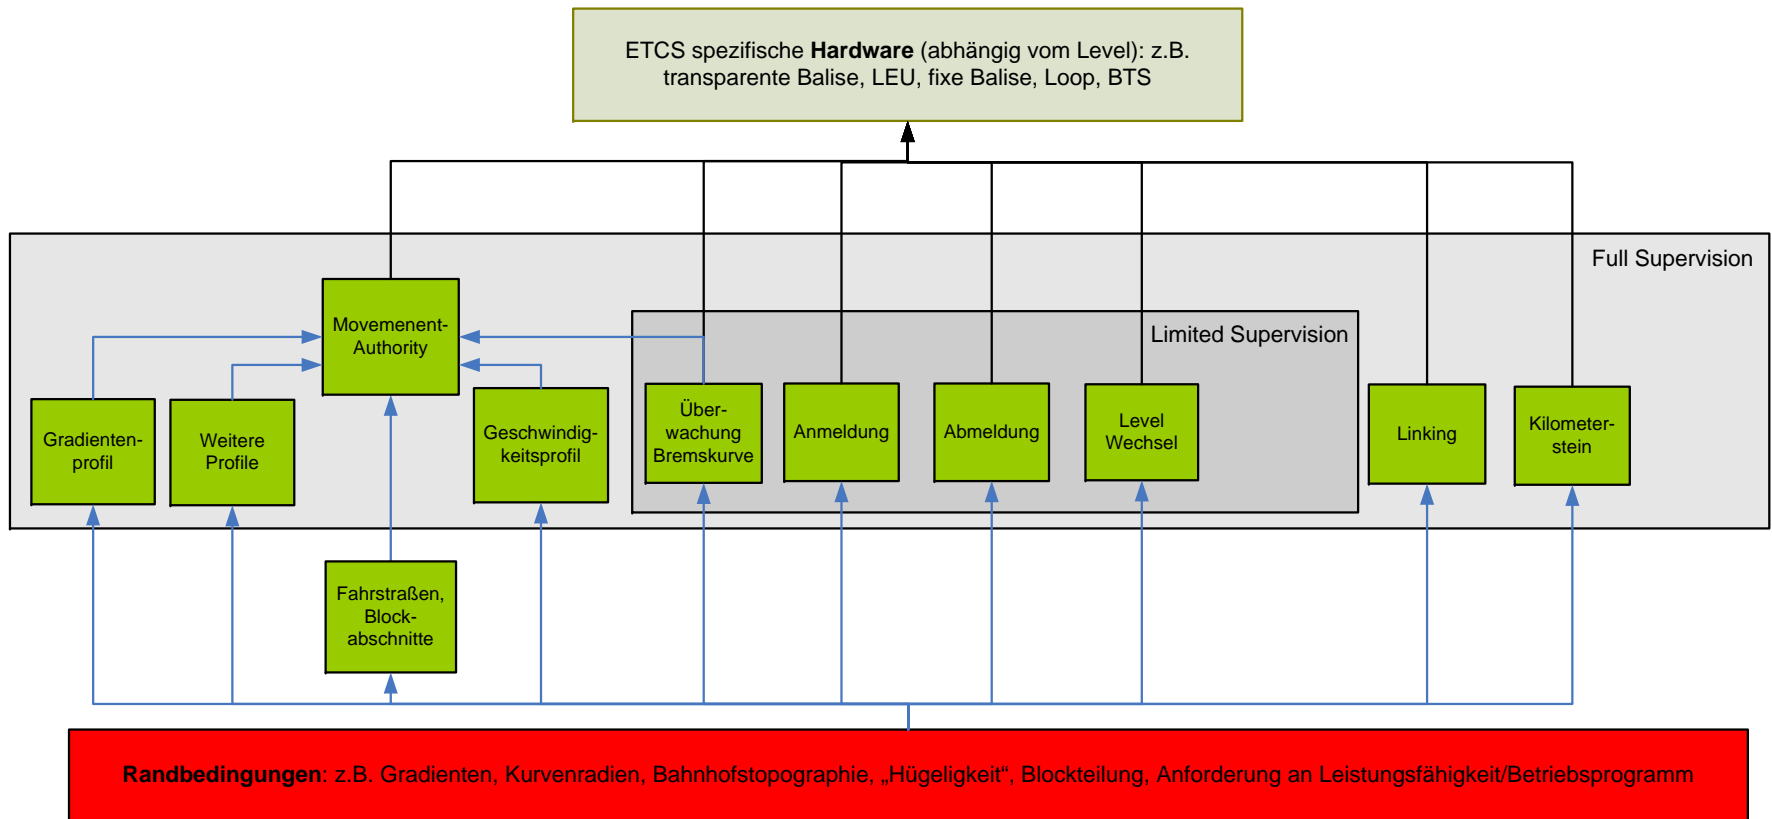 ETCS spezifische Hardware (abhängig vom Level): z.B.
transparente Balise, LEU, fixe Balise, Loop, BTS
Full Supervision
Movemenent-
Authority
Limited Supervision
Gradienten-
profil
Weitere
Profile
Geschwindig-
keitsprofil
Über-
wachung
Bremskurve
Anmeldung
Abmeldung
Level
Wechsel
Linking
Kilometer-
stein
Fahrstraßen,
Block-
abschnitte
Randbedingungen: z.B. Gradienten, Kurvenradien, Bahnhofstopographie, „Hügeligkeit“, Blockteilung, Anforderung an Leistungsfähigkeit/Betriebsprogramm